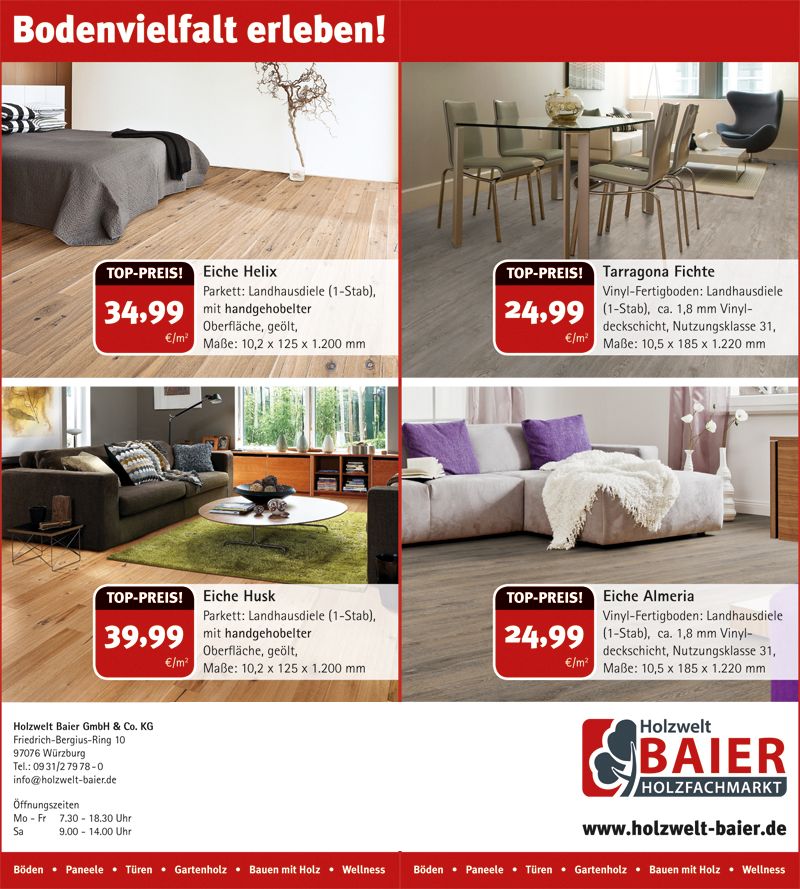 Bodenvielfalt erleben!
TOP-PREIS!
34,99
€/m²
Eiche Helix
Parkett: Landhausdiele (1-Stab),
mit handgehobelter
Oberfläche, geölt,
Maße: 10,2 x 125 x 1.200 mm
TOP-PREIS!
24,99
€/m²
Tarragona Fichte
Vinyl-Fertigboden: Landhausdiele
(1-Stab), ca. 1,8 mm Vinyl-
deckschicht, Nutzungsklasse 31,
Maße: 10,5 x 185 x 1.220 mm
TOP-PREIS!
39,99
€/m²
Eiche Husk
Parkett: Landhausdiele (1-Stab),
mit handgehobelter
Oberfläche, geölt,
Maße: 10,2 x 125 x 1.200 mm
TOP-PREIS!
24,99
€/m²
Eiche Almeria
Vinyl-Fertigboden: Landhausdiele
(1-Stab), ca. 1,8 mm Vinyl-
deckschicht, Nutzungsklasse 31,
Maße: 10,5 x 185 x 1.220 mm
Holzwelt Baier GmbH & Co. KG
Friedrich-Bergius-Ring 10
97076 Würzburg
Tel.: 09 31/2 79 78 - 0
info@holzwelt-baier.de
Öffnungszeiten
Mo - Fr 7.30 - 18.30 Uhr
Sa 9.00 - 14.00 Uhr
Holzwelt
BAIER
HOLZFACHMARKT
www.holzwelt-baier.de
Böden • Paneele • Türen • Gartenholz • Bauen mit Holz • Wellness
Böden • Paneele • Türen • Gartenholz • Bauen mit Holz • Wellness